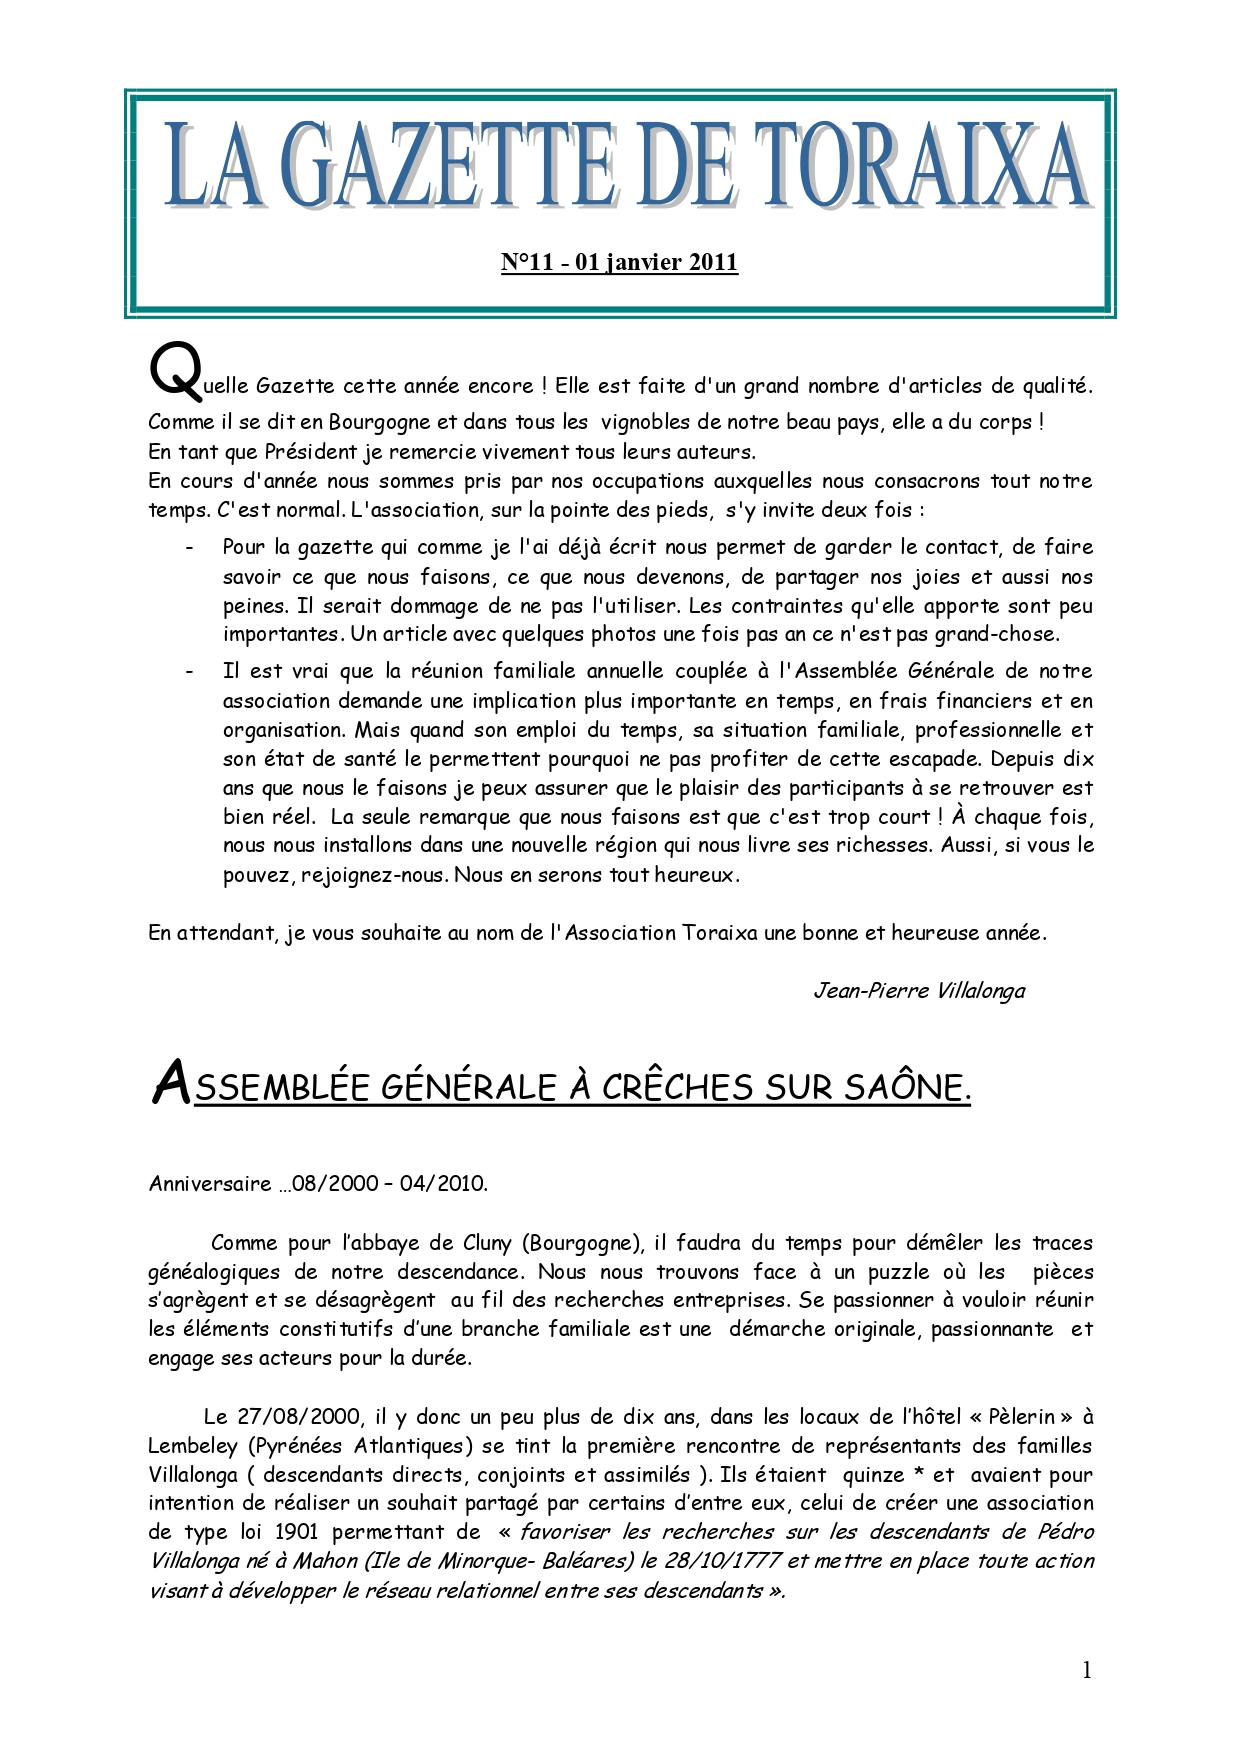 LA GAZETTE DE TORAIXA
N°11 - 01 janvier 2011
Quelle Gazette cette année encore ! Elle est faite d'un grand nombre d'articles de qualité.
Comme il se dit en Bourgogne et dans tous les vignobles de notre beau pays, elle a du corps !
En tant que Président je remercie vivement tous leurs auteurs.
En cours d'année nous sommes pris par nos occupations auxquelles nous consacrons tout notre
temps. C'est normal. L'association, sur la pointe des pieds, s'y invite deux fois :
- Pour la gazette qui comme je l'ai déjà écrit nous permet de garder le contact, de faire
savoir ce que nous faisons, ce que nous devenons, de partager nos joies et aussi nos
peines. Il serait dommage de ne pas l'utiliser. Les contraintes qu'elle apporte sont peu
importantes. Un article avec quelques photos une fois pas an ce n'est pas grand-chose.
- Il est vrai que la réunion familiale annuelle couplée à l'Assemblée Générale de notre
association demande une implication plus importante en temps, en frais financiers et en
organisation. Mais quand son emploi du temps, sa situation familiale, professionnelle et
son état de santé le permettent pourquoi ne pas profiter de cette escapade. Depuis dix
ans que nous le faisons je peux assurer que le plaisir des participants à se retrouver est
bien réel. La seule remarque que nous faisons est que c'est trop court ! À chaque fois,
nous nous installons dans une nouvelle région qui nous livre ses richesses. Aussi, si vous le
pouvez, rejoignez-nous. Nous en serons tout heureux.
En attendant, je vous souhaite au nom de l'Association Toraixa une bonne et heureuse année.
Jean-Pierre Villalonga
ASSEMBLÉE GÉNÉRALE À CRÊCHES SUR SAÔNE.
Anniversaire …08/2000 – 04/2010.
Comme pour l’abbaye de Cluny (Bourgogne), il faudra du temps pour démêler les traces
généalogiques de notre descendance. Nous nous trouvons face à un puzzle où les pièces
s’agrègent et se désagrègent au fil des recherches entreprises. Se passionner à vouloir réunir
les éléments constitutifs d’une branche familiale est une démarche originale, passionnante et
engage ses acteurs pour la durée.
Le 27/08/2000, il y donc un peu plus de dix ans, dans les locaux de l’hôtel « Pèlerin » à
Lembeley (Pyrénées Atlantiques) se tint la première rencontre de représentants des familles
Villalonga ( descendants directs, conjoints et assimilés ). Ils étaient quinze * et avaient pour
intention de réaliser un souhait partagé par certains d’entre eux, celui de créer une association
de type loi 1901 permettant de « favoriser les recherches sur les descendants de Pédro
Villalonga né à Mahon (Ile de Minorque- Baléares) le 28/10/1777 et mettre en place toute action
visant à développer le réseau relationnel entre ses descendants ».
1